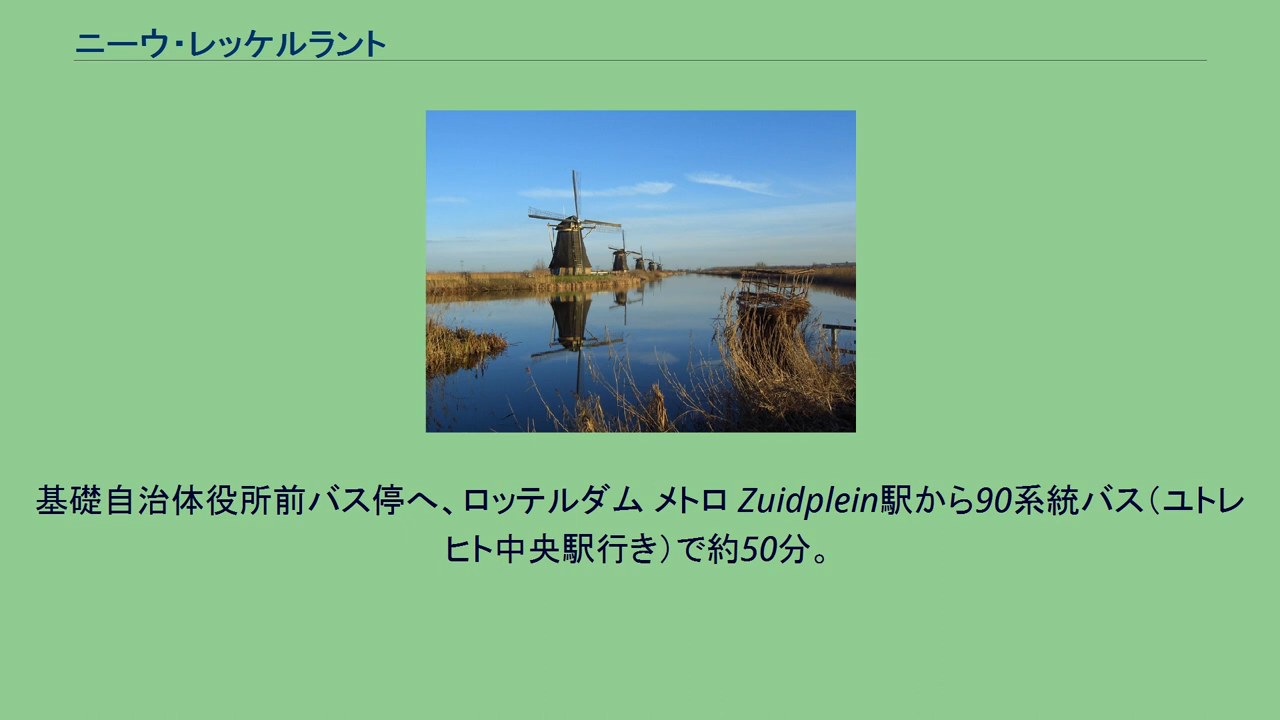 ニーウ・レッケルラント
基礎自治体役所前バス停へ、ロッテルダム メトロ Zuidplein駅から90系統バス（ユトレ
ヒト中央駅行き）で約50分。